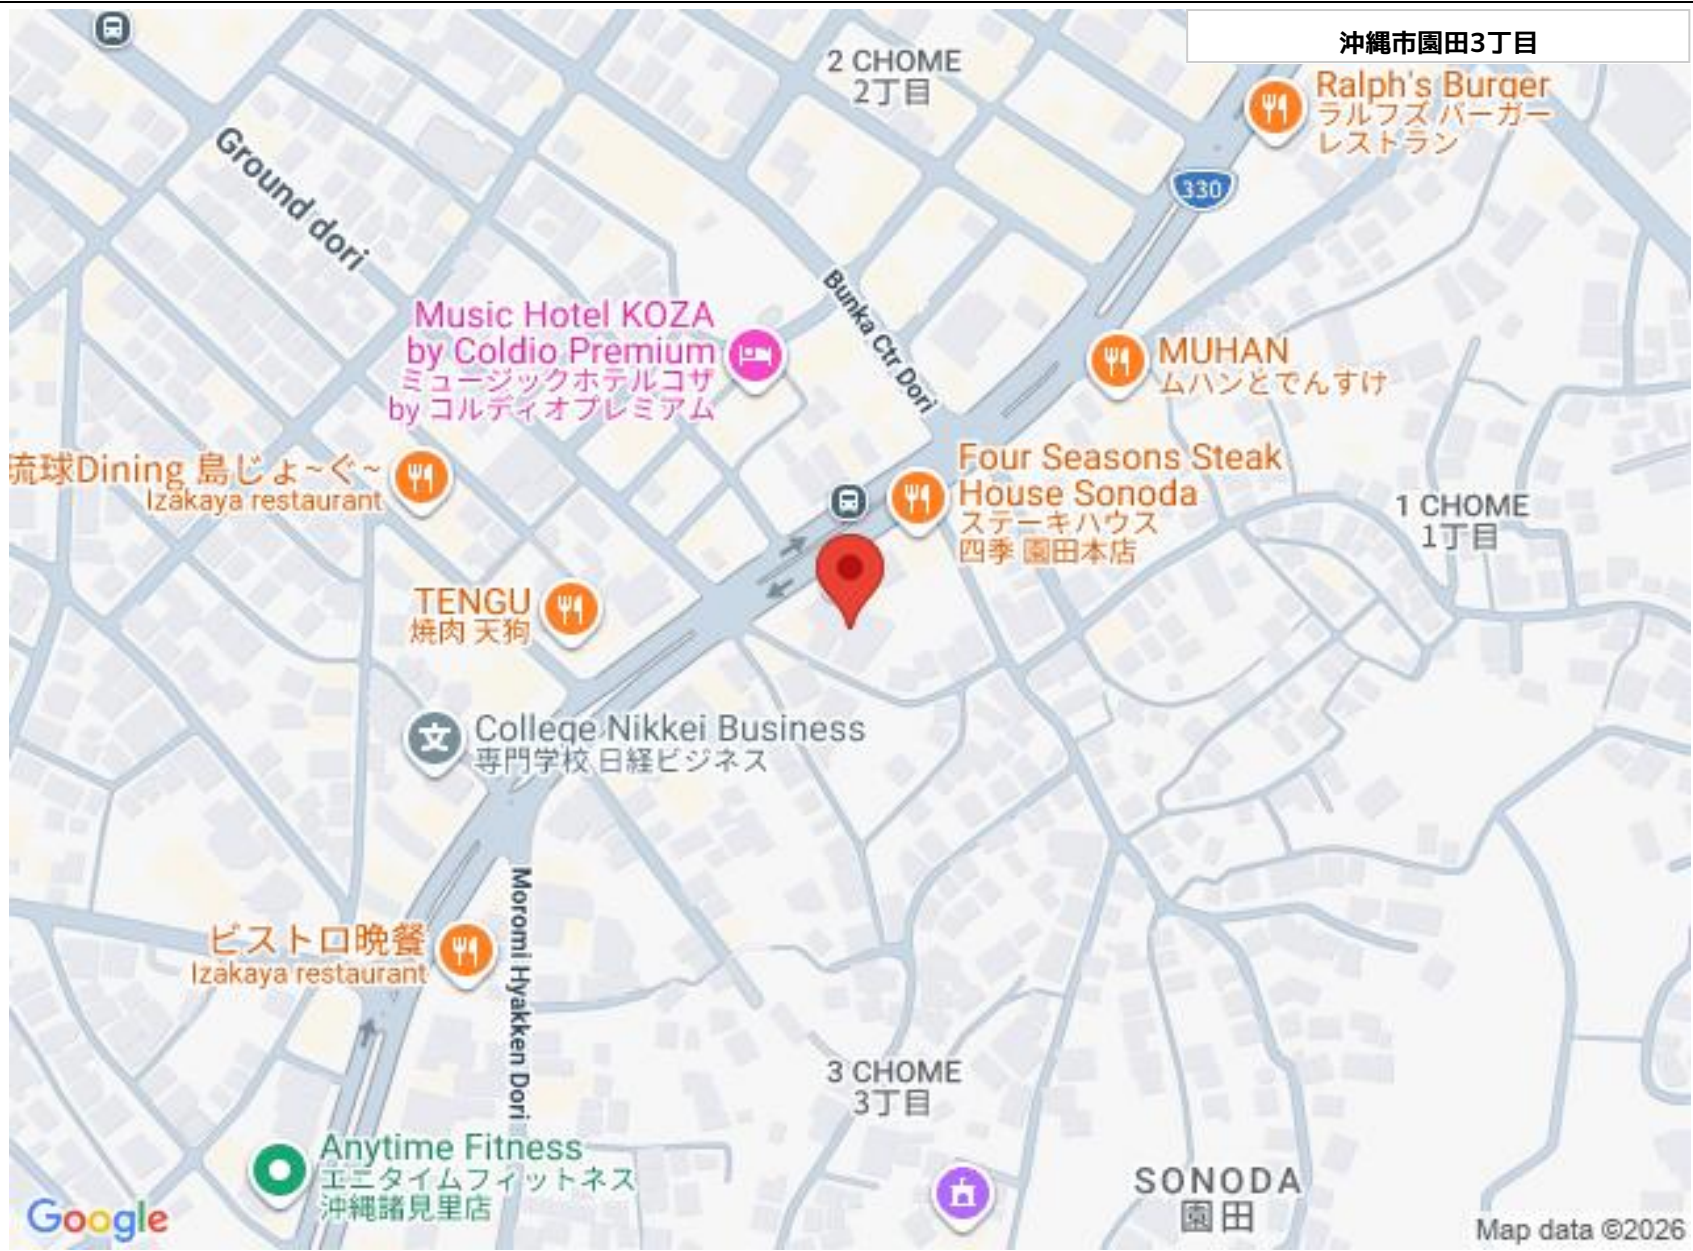 沖縄市園田3丁目
2 CHOME
2丁目
Ralph's Burger
ラルフズ バーガー
レストラン
330
Ground dori
Bunka Ctr Dori
Music Hotel KOZA
by Coldio Premium
ミュージックホテルコザ
by コルディオプレミアム
MUHAN
ムハンとでんすけ
琉球Dining 島じょ~ぐ~
Izakaya restaurant
Four Seasons Steak
House Sonoda
ステーキハウス
四季 園田本店
1 CHOME
1丁目
TENGU
焼肉 天狗
文
College Nikkei Business
専門学校 日経ビジネス
Moromi Hyakken Dori
ビストロ晩餐
Izakaya restaurant
3 CHOME
3丁目
Anytime Fitness
エニタイムフィットネス
沖縄諸見里店
SONODA
園田
Google
Map data ©2026